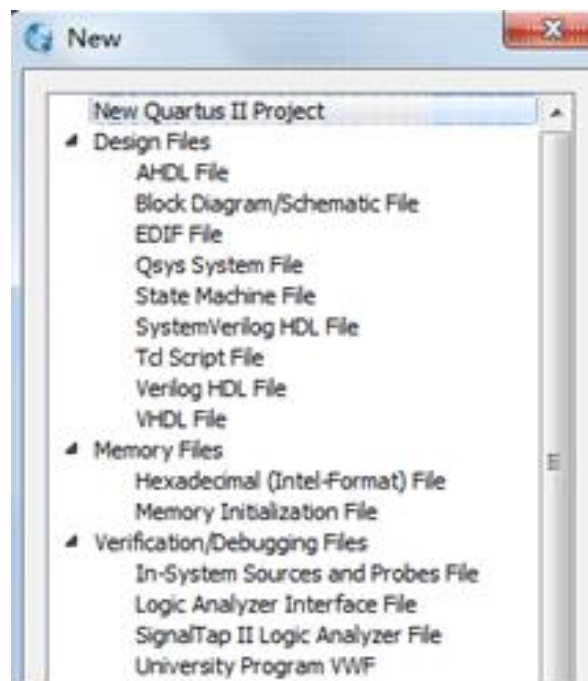 New
New Quartus II Project
Design Files
AHDL File
Block Diagram/Schematic File
EDIF File
Qsys System File
State Machine File
SystemVerilog HDL File
Tcl Script File
Verilog HDL File
VHDL File
Memory Files
Hexadecimal (Intel-Format) File
Memory Initialization File
Verification/Debugging Files
In-System Sources and Probes File
Logic Analyzer Interface File
SignalTap II Logic Analyzer File
University Program VWF